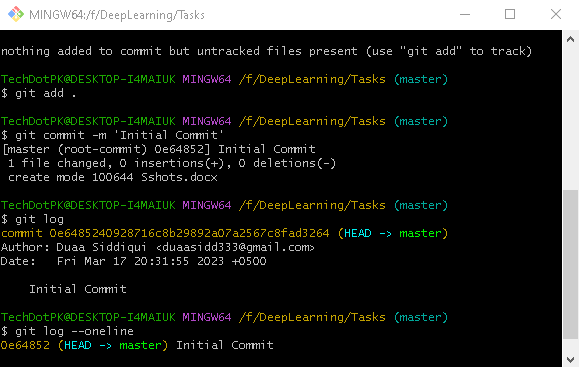 MINGW64:/f/DeepLearning/Tasks
nothing added to commit but untracked files present (use "git add" to track)
TechDotPK@DESKTOP-I4MAIUK MINGW64 /f/DeepLearning/Tasks (master)
$ git add .
TechDotPK@DESKTOP-I4MAIUK MINGW64 /f/DeepLearning/Tasks (master)
$ git commit -m 'Initial Commit'
[master (root-commit) 0e64852] Initial Commit
1 file changed, 0 insertions(+), 0 deletions(-)
create mode 100644 Sshots.docx
TechDotPK@DESKTOP-I4MAIUK MINGW64 /f/DeepLearning/Tasks (master)
$ git log
commit 0e6485240928716c8b29892a07a2567c8fad3264 (HEAD -> master)
Author: Duaa Siddiqui <duaasidd333@gmail.com>
Date:   Fri Mar 17 20:31:55 2023 +0500
Initial Commit
TechDotPK@DESKTOP-I4MAIUK MINGW64 /f/DeepLearning/Tasks (master)
$ git log --oneline
0e64852 (HEAD -> master) Initial Commit